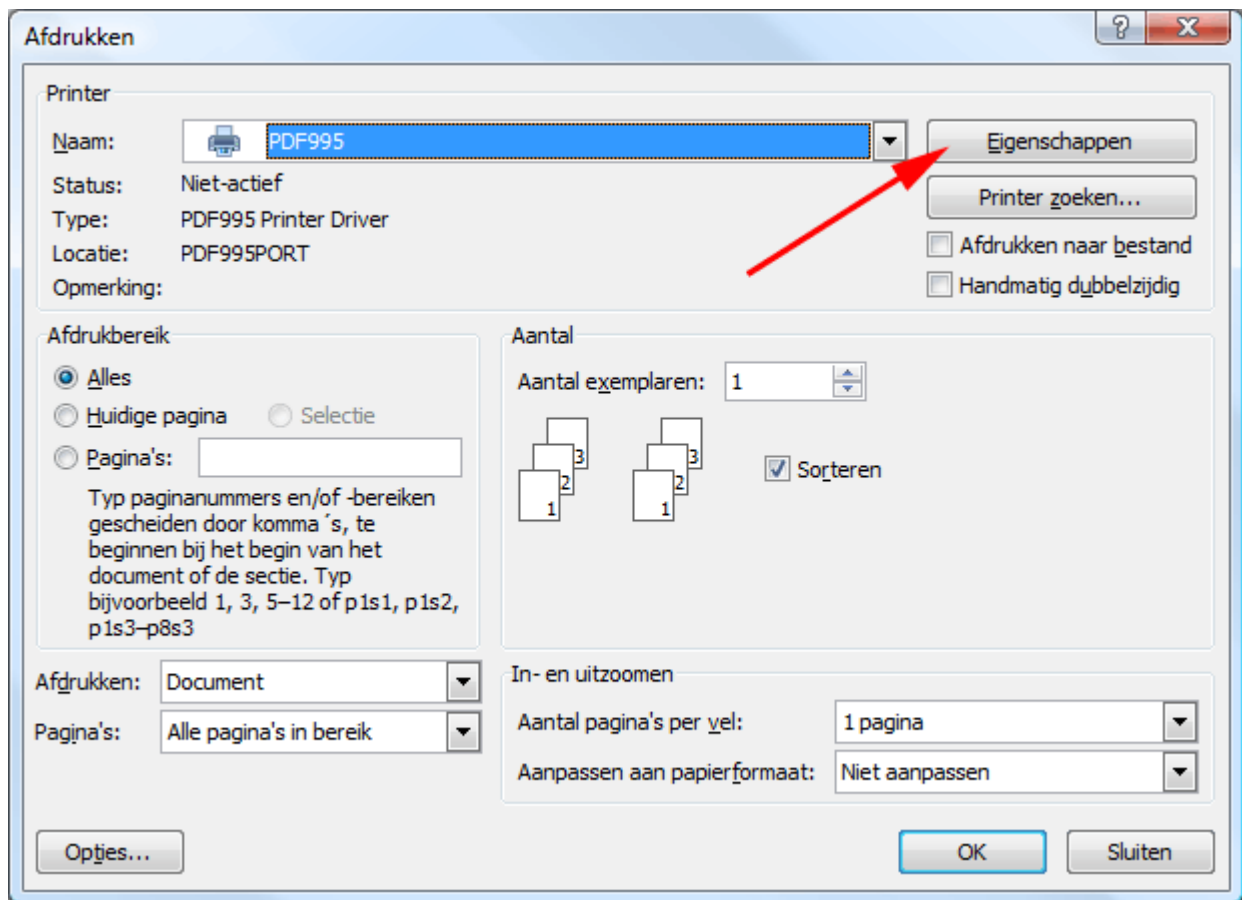 Afdrukken
Printer
Naam: PDF995 Eigenschappen
Status: Niet-actief Printer zoeken...
Type: PDF995 Printer Driver
Locatie: PDF995PORT Afdrukken naar bestand
Opmerking: Handmatig dubbelzijdig
Afdrukbereik
Alles
Huidige pagina Selectie
Pagina's:
Typ paginanummers en/of -bereiken
gescheiden door komma´s, te
beginnen bij het begin van het
document of de sectie. Typ
bijvoorbeeld 1, 3, 5–12 of p1s1, p1s2,
p1s3–p8s3
Aantal
Aantal exemplaren: 1
3 3
2 2
1 1
Sorteren
Afdrukken: Document
Pagina's: Alle pagina's in bereik
In- en uitzoomen
Aantal pagina's per vel: 1 pagina
Aanpassen aan papierformaat: Niet aanpassen
Opties... OK Sluiten